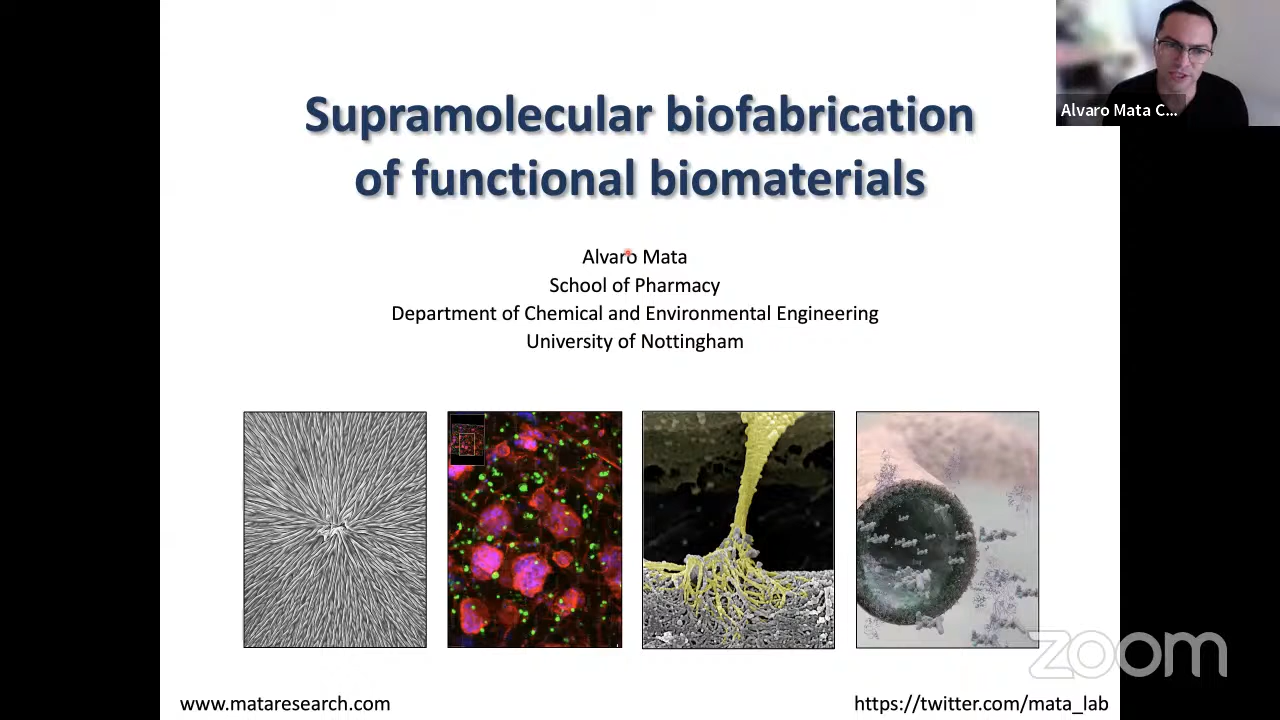 Supramolecular biofabrication
of functional biomaterials
Alvaro Mata C...
Alvaro Mata
School of Pharmacy
Department of Chemical and Environmental Engineering
University of Nottingham
zoom
www.mataresearch.com
https://twitter.com/mata_lab